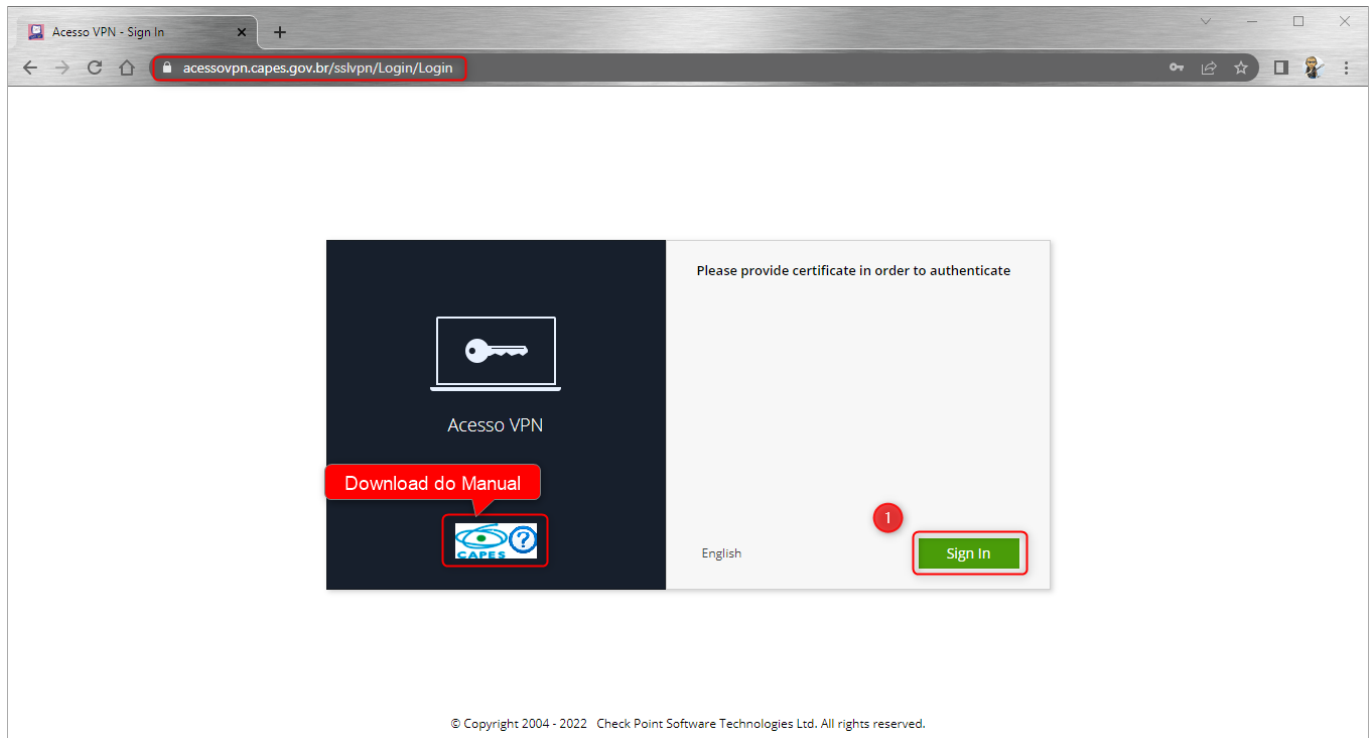 Acesso VPN - Sign In
acessovpn.capes.gov.br/sslvpn/Login/Login
Please provide certificate in order to authenticate
Acesso VPN
Download do Manual
CAPES ?
1
English
Sign In
© Copyright 2004 - 2022 Check Point Software Technologies Ltd. All rights reserved.